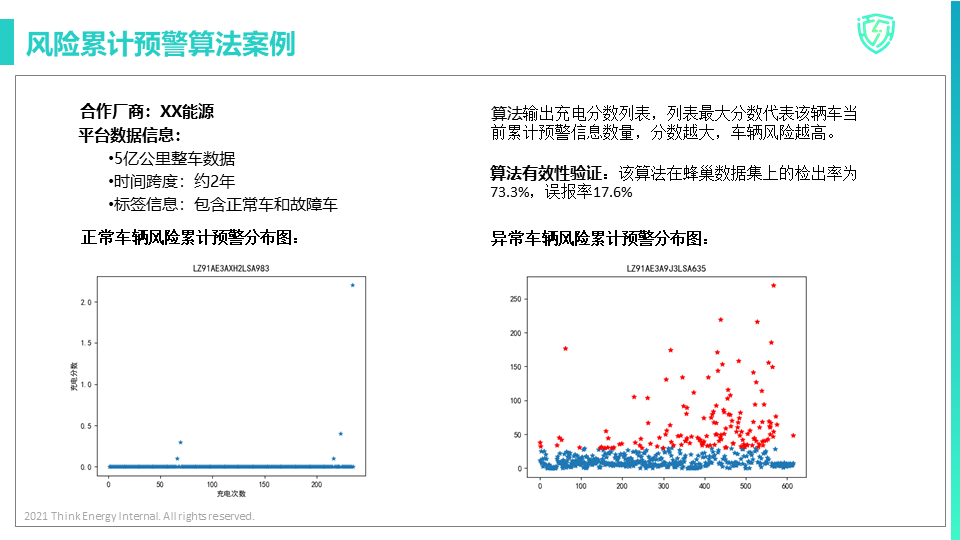 风险累计预警算法案例
合作厂商：XX能源
平台数据信息：
•5亿公里整车数据
•时间跨度：约2年
•标签信息：包含正常车和故障车
正常车辆风险累计预警分布图：
LZ91AE3AXH2LSA983
充电分数
2.0
1.5
1.0
0.5
0.0
0 50 100 150 200
充电次数
算法输出充电分数列表，列表最大分数代表该辆车当
前累计预警信息数量，分数越大，车辆风险越高。
算法有效性验证：该算法在蜂巢数据集上的检出率为
73.3%，误报率17.6%
异常车辆风险累计预警分布图：
LZ91AE3A9J3LSA635
250
200
150
100
50
0
0 100 200 300 400 500 600
2021 Think Energy Internal. All rights reserved.